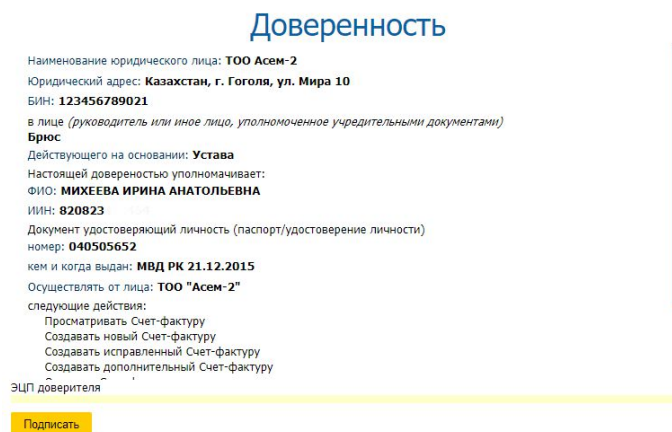 Доверенность
Наименование юридического лица: ТОО Асем-2
Юридический адрес: Казахстан, г. Гоголя, ул. Мира 10
БИН: 123456789021
в лице (руководитель или иное лицо, уполномоченное учредительными документами)
Брюс
Действующего на основании: Устава
Настоящей довереностью уполномачивает:
ФИО: МИХЕЕВА ИРИНА АНАТОЛЬЕВНА
ИИН: 820823
Документ удостоверяющий личность (паспорт/удостоверение личности)
номер: 040505652
кем и когда выдан: МВД РК 21.12.2015
Осуществлять от лица: ТОО "Асем-2"
следующие действия:
Просматривать Счет-фактуру
Создавать новый Счет-фактуру
Создавать исправленный Счет-фактуру
Создавать дополнительный Счет-фактуру
ЭЦП доверителя
Подписать